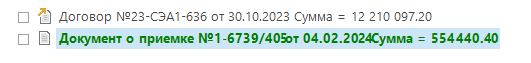 Договор №23-СЭА1-636 от 30.10.2023 Сумма = 12 210 097.20
Документ о приемке №1-6739/405от 04.02.2024Сумма = 554440.40